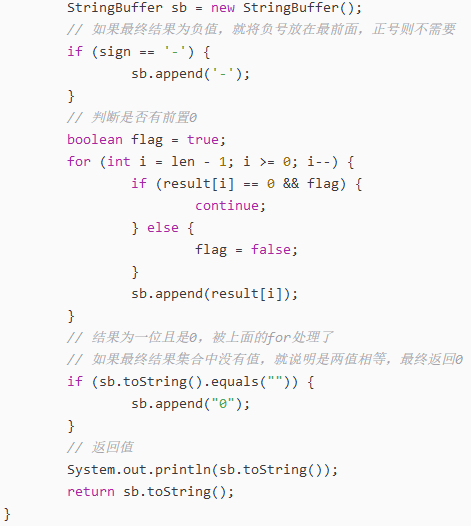 StringBuffer sb = new StringBuffer();
// 如果最终结果为负值，就将负号放在最前面，正号则不需要
if (sign == '-') {
sb.append('-');
}
// 判断是否有前置0
boolean flag = true;
for (int i = len - 1; i >= 0; i--) {
if (result[i] == 0 && flag) {
continue;
} else {
flag = false;
}
sb.append(result[i]);
}
// 结果为一位且是0，被上面的for处理了
// 如果最终结果集合中没有值，就说明是两值相等，最终返回0
if (sb.toString().equals("")) {
sb.append("0");
}
// 返回值
System.out.println(sb.toString());
return sb.toString();
}